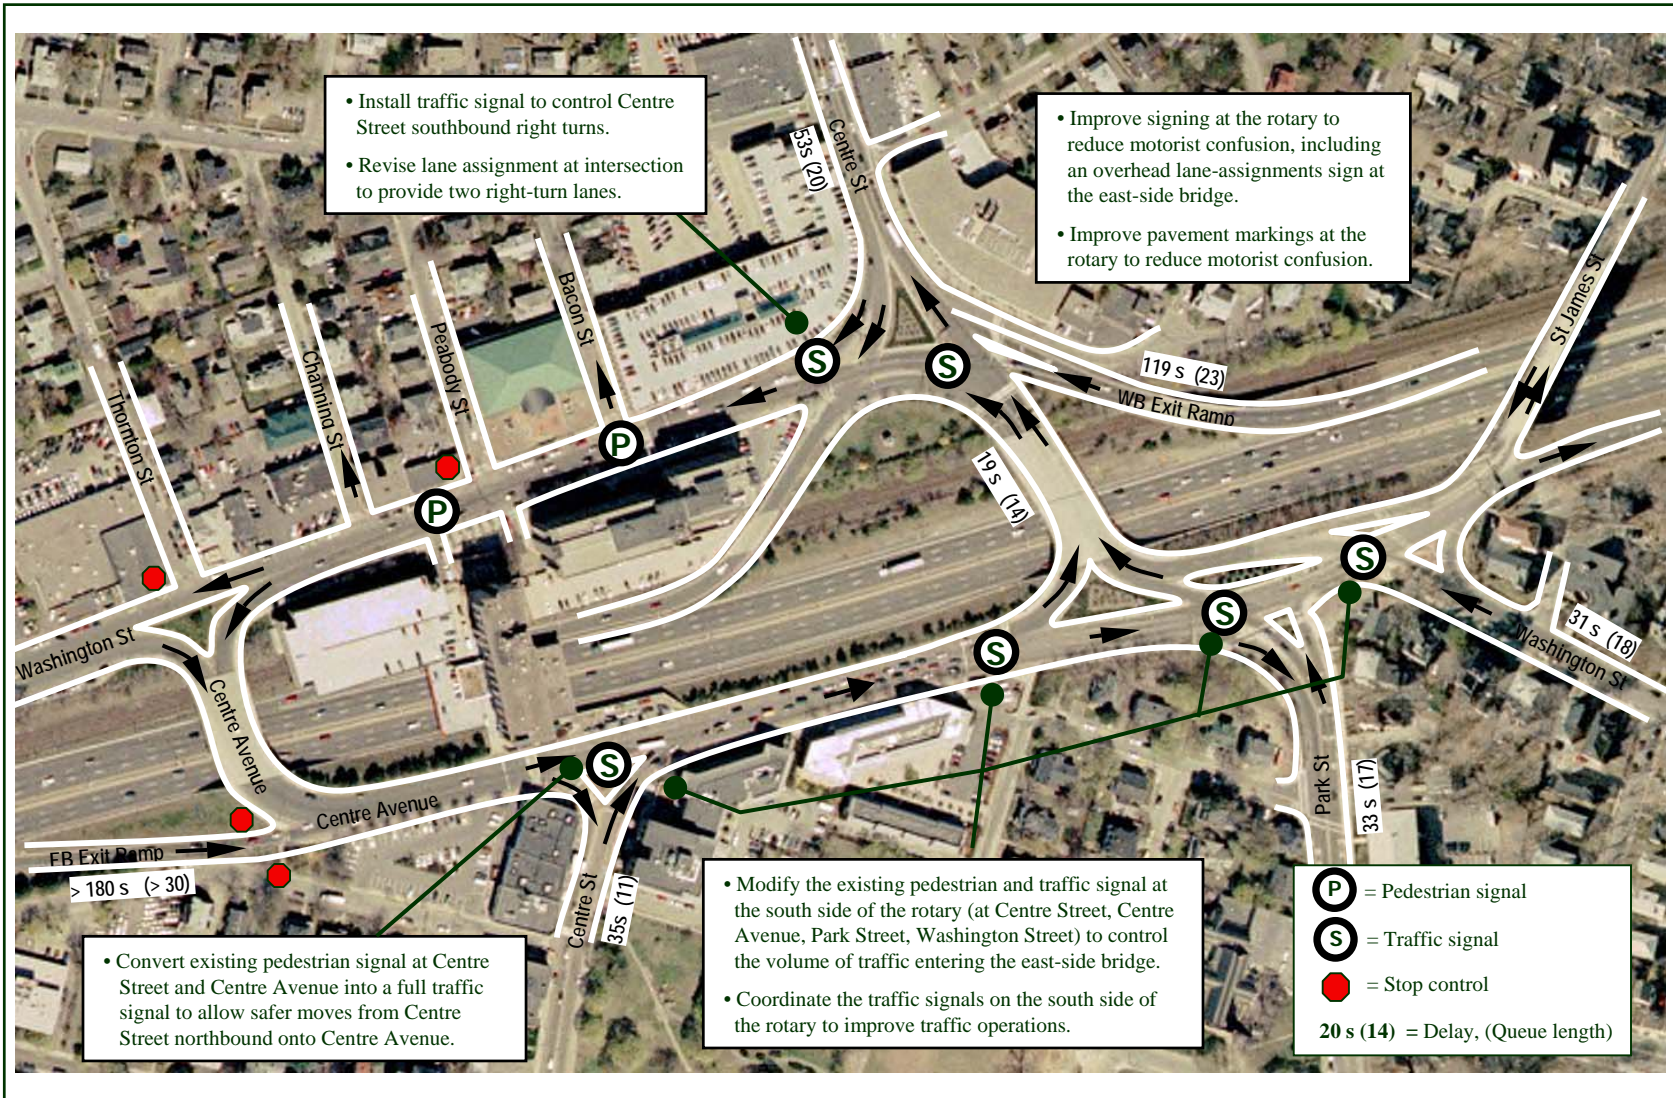 • Install traffic signal to control Centre
Street southbound right turns.
• Revise lane assignment at intersection
to provide two right-turn lanes.
• Improve signing at the rotary to
reduce motorist confusion, including
an overhead lane-assignments sign at
the east-side bridge.
• Improve pavement markings at the
rotary to reduce motorist confusion.
53s (20)
Centre St
St James St
Bacon St
Peabody St
Channing St
Thornton St
S
S
119 s (23)
WB Exit Ramp
P
P
19 s (14)
S
S
S
31 s (18)
Washington St
Washington St
Centre Avenue
S
Centre Avenue
EB Exit Ramp
> 180 s (> 30)
Centre St
35s (11)
Park St
33 s (17)
• Convert existing pedestrian signal at Centre
Street and Centre Avenue into a full traffic
signal to allow safer moves from Centre
Street northbound onto Centre Avenue.
• Modify the existing pedestrian and traffic signal at
the south side of the rotary (at Centre Street, Centre
Avenue, Park Street, Washington Street) to control
the volume of traffic entering the east-side bridge.
• Coordinate the traffic signals on the south side of
the rotary to improve traffic operations.
P = Pedestrian signal
S = Traffic signal
= Stop control
20 s (14) = Delay, (Queue length)